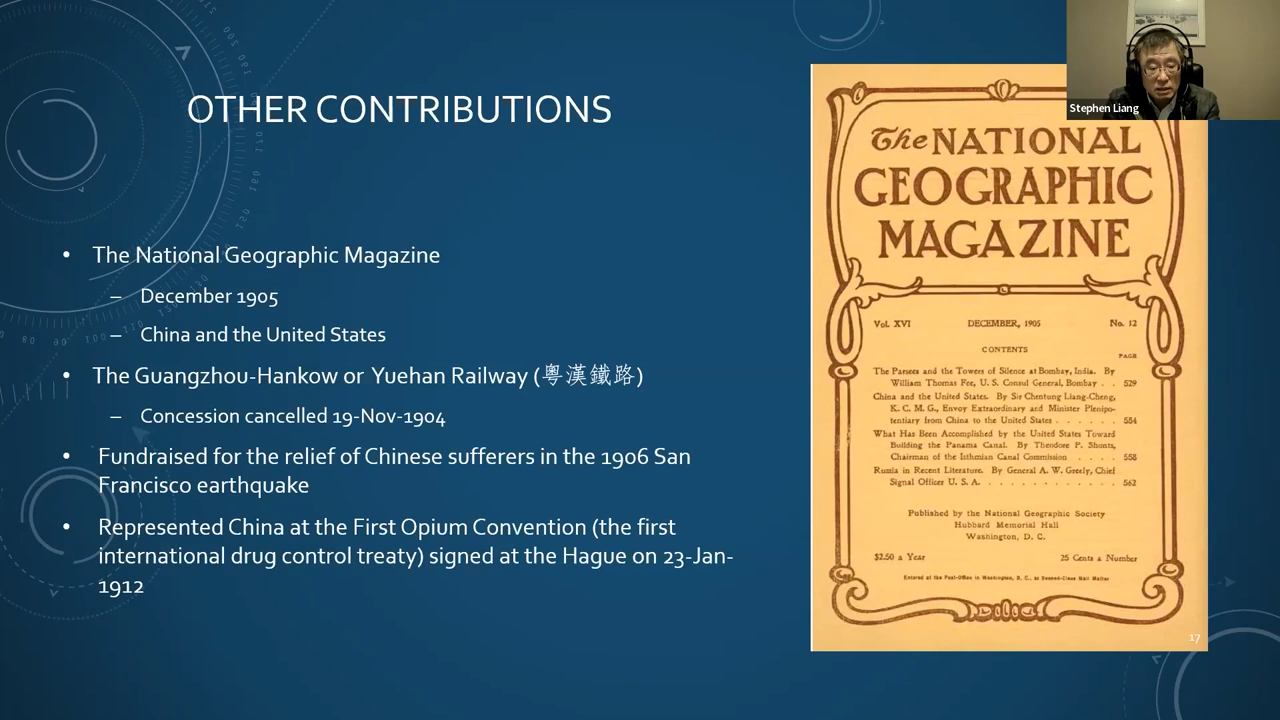 OTHER CONTRIBUTIONS
• The National Geographic Magazine
– December 1905
– China and the United States
• The Guangzhou-Hankow or Yuehan Railway (粵漢鐵路)
– Concession cancelled 19-Nov-1904
• Fundraised for the relief of Chinese sufferers in the 1906 San
Francisco earthquake
• Represented China at the First Opium Convention (the first
international drug control treaty) signed at the Hague on 23-Jan-
1912
Stephen Liang
The NATIONAL
GEOGRAPHIC
MAGAZINE
Vol. XVI DECEMBER, 1905 No. 12
CONTENTS
PAGE
The Parsees and the Towers of Silence at Bombay, India. By
William Thomas Fee, U. S. Consul General, Bombay . . 529
China and the United States. By Sir Chentung Liang-Cheng,
K. C. M. G., Envoy Extraordinary and Minister Plenipo-
tentiary from China to the United States . . . . . . 554
What Has Been Accomplished by the United States Toward
Building the Panama Canal. By Theodore P. Shonts,
Chairman of the Isthmian Canal Commission . . . . 558
Russia in Recent Literature. By General A. W. Greely, Chief
Signal Officer U. S. A. . . . . . . . . . . . . 562
Published by the National Geographic Society
Hubbard Memorial Hall
Washington, D. C.
$2.50 a Year 25 Cents a Number
Entered at the Post-Office in Washington, D. C., as Second-Class Mail Matter
17